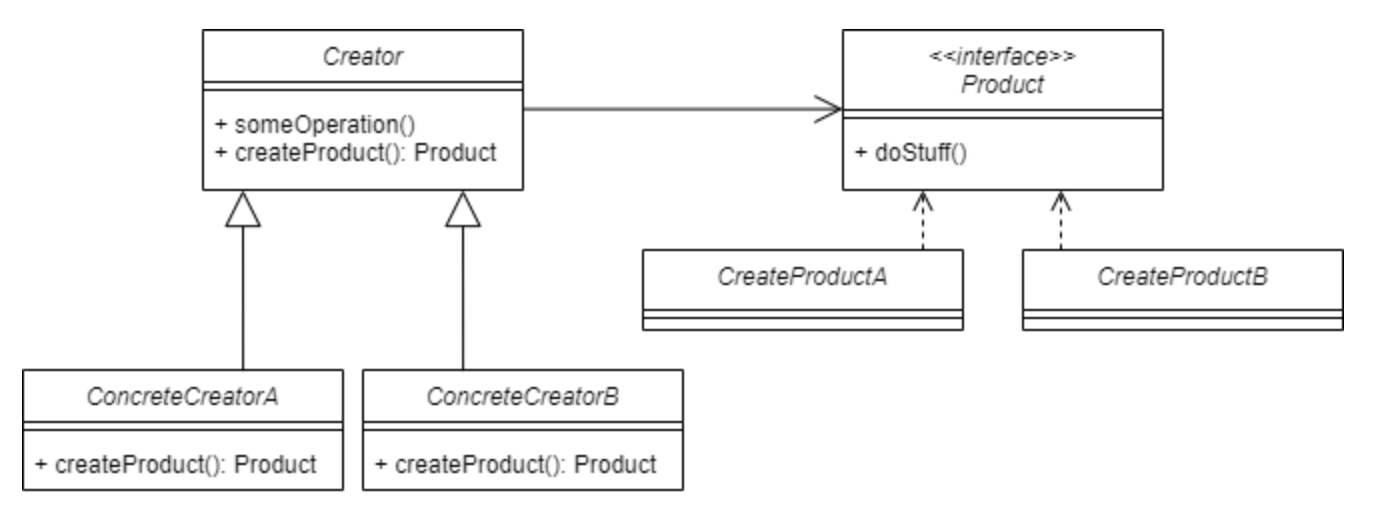 Creator
+ someOperation()
+ createProduct(): Product
<<interface>>
Product
+ doStuff()
CreateProductA
CreateProductB
ConcreteCreatorA
+ createProduct(): Product
ConcreteCreatorB
+ createProduct(): Product